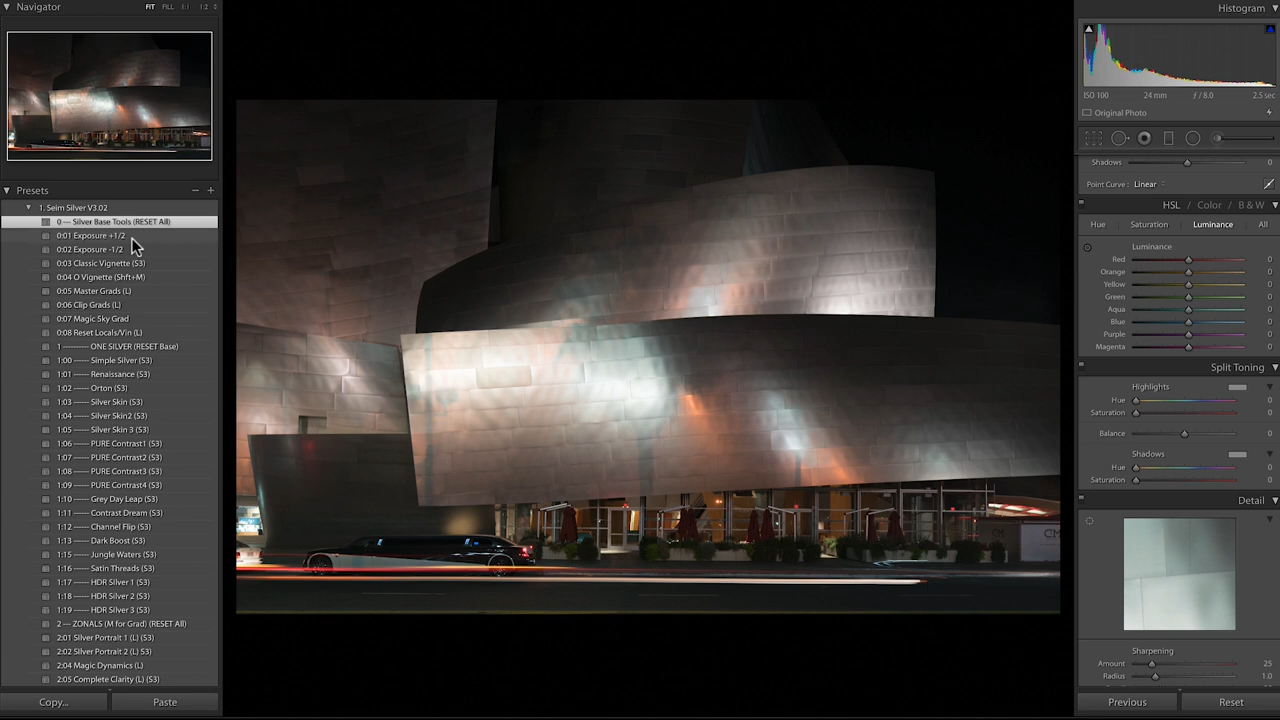 Navigator
FIT FILL 1:1 1:2
Presets
1. Seim Silver V3.02
0 --- Silver Base Tools (RESET All)
0:01 Exposure +1/2
0:02 Exposure -1/2
0:03 Classic Vignette (S3)
0:04 O Vignette (Shft+M)
0:05 Master Grads (L)
0:06 Clip Grads (L)
0:07 Magic Sky Grad
0:08 Reset Locals/Vin (L)
1 ---------- ONE SILVER (RESET Base)
1:00 ------ Simple Silver (S3)
1:01 ------ Renaissance (S3)
1:02 ------ Orton (S3)
1:03 ------ Silver Skin (S3)
1:04 ------ Silver Skin2 (S3)
1:05 ------ Silver Skin 3 (S3)
1:06 ------ PURE Contrast1 (S3)
1:07 ------ PURE Contrast2 (S3)
1:08 ------ PURE Contrast3 (S3)
1:09 ------ PURE Contrast4 (S3)
1:10 ------ Grey Day Leap (S3)
1:11 ------ Contrast Dream (S3)
1:12 ------ Channel Flip (S3)
1:13 ------ Dark Boost (S3)
1:15 ------ Jungle Waters (S3)
1:16 ------ Satin Threads (S3)
1:17 ------ HDR Silver 1 (S3)
1:18 ------ HDR Silver 2 (S3)
1:19 ------ HDR Silver 3 (S3)
2 --- ZONALS (M for Grad) (RESET All)
2:01 Silver Portrait 1 (L) (S3)
2:02 Silver Portrait 2 (L) (S3)
2:04 Magic Dynamics (L)
2:05 Complete Clarity (L) (S3)
Copy... Paste
CM
CM
Histogram
ISO 100 24 mm ƒ / 8.0 2.5 sec
Original Photo
Shadows 0
Point Curve : Linear
HSL / Color / B & W
Hue Saturation Luminance All
Luminance
Red 0
Orange 0
Yellow 0
Green 0
Aqua 0
Blue 0
Purple 0
Magenta 0
Split Toning
Highlights
Hue 0
Saturation 0
Balance 0
Shadows
Hue 0
Saturation 0
Detail
Sharpening
Amount 25
Radius 1.0
Previous Reset